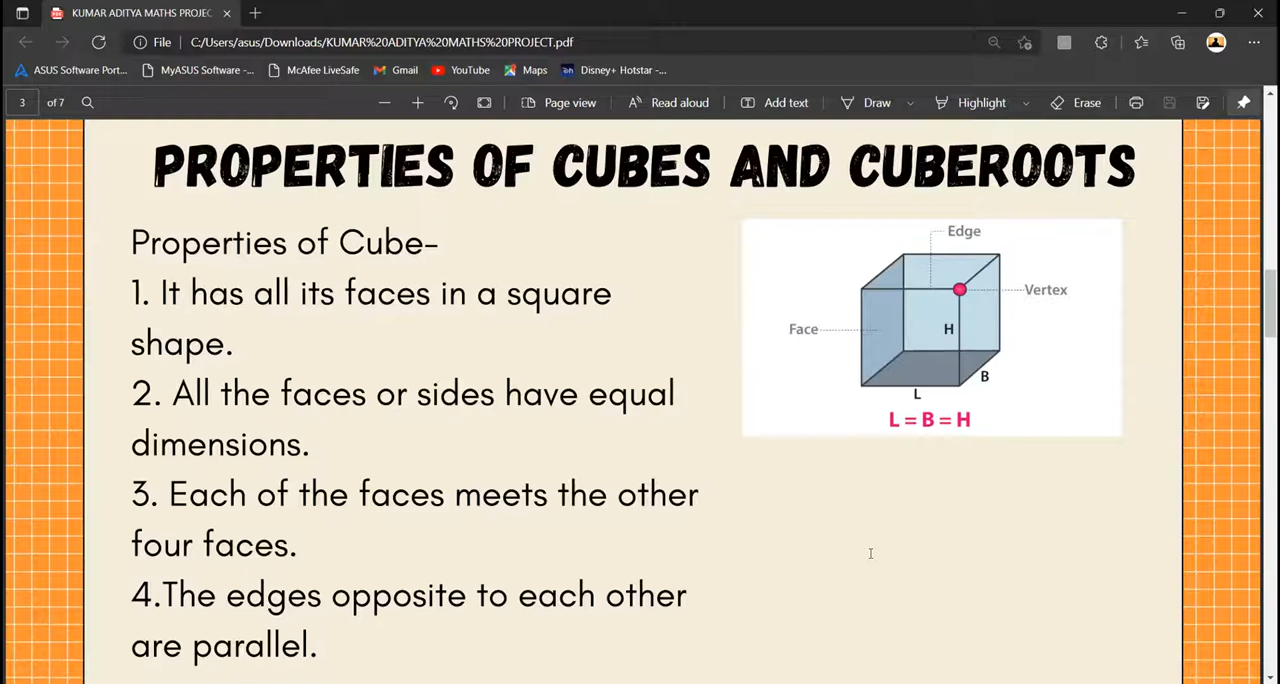 KUMAR ADITYA MATHS PROJEC
File C:/Users/asus/Downloads/KUMAR%20ADITYA%20MATHS%20PROJECT.pdf
ASUS Software Port... MyASUS Software -... McAfee LiveSafe Gmail YouTube Maps Disney+ Hotstar -...
3 of 7 Page view Read aloud Add text Draw Highlight Erase
PROPERTIES OF CUBES AND CUBEROOTS
Properties of Cube-
1. It has all its faces in a square
shape.
2. All the faces or sides have equal
dimensions.
3. Each of the faces meets the other
four faces.
4.The edges opposite to each other
are parallel.
Edge
Vertex
Face
H
B
L
L = B = H